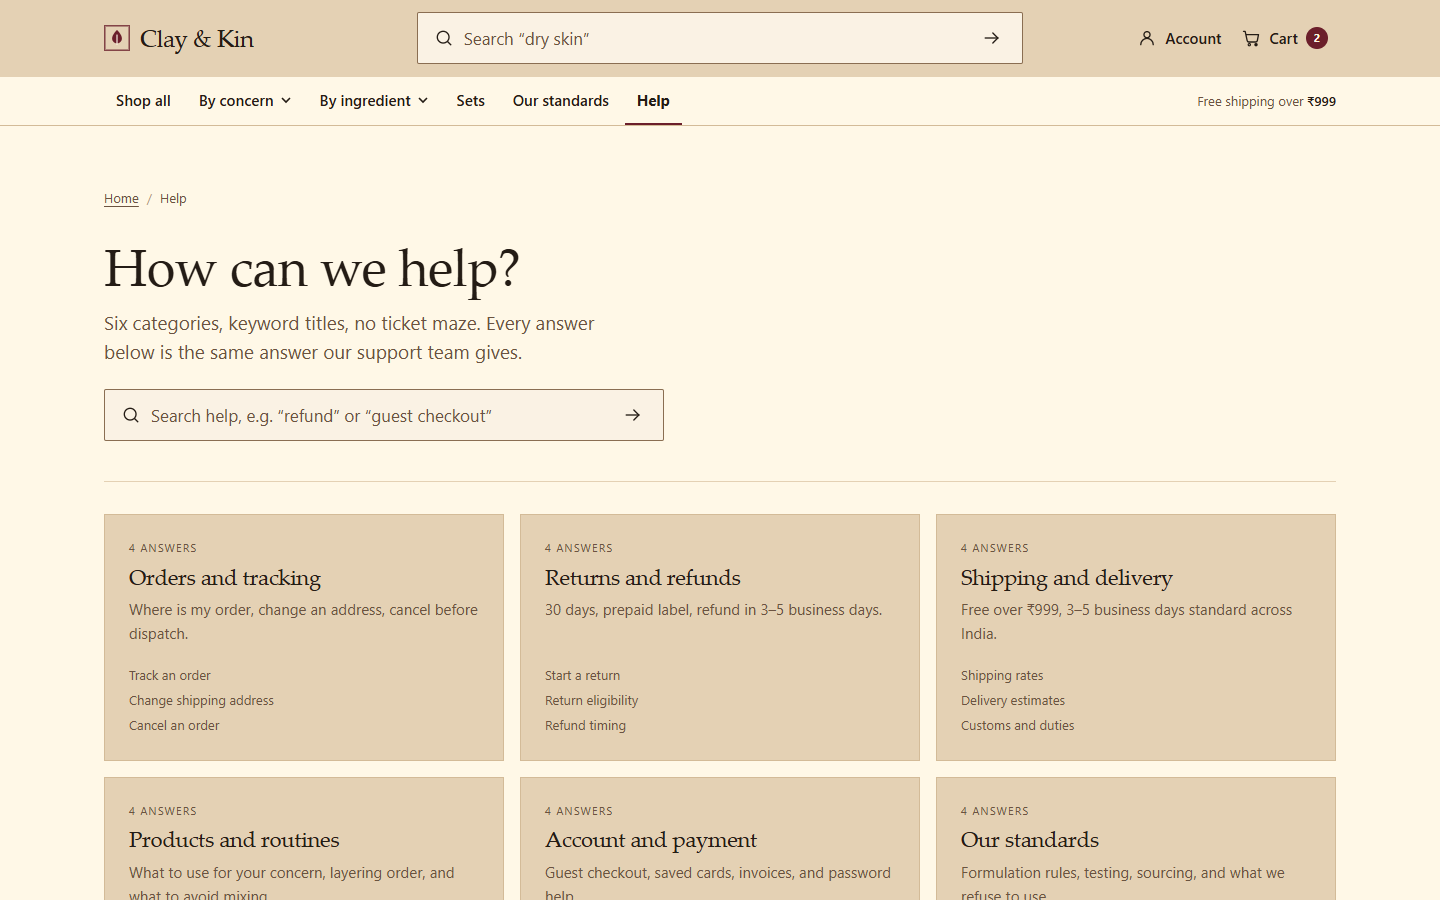 Clay & Kin
Search “dry skin”
Account
Cart 2
Shop all
By concern
By ingredient
Sets
Our standards
Help
Free shipping over ₹999
Home / Help
How can we help?
Six categories, keyword titles, no ticket maze. Every answer
below is the same answer our support team gives.
Search help, e.g. “refund” or “guest checkout”
4 ANSWERS
Orders and tracking
Where is my order, change an address, cancel before
dispatch.
Track an order
Change shipping address
Cancel an order
4 ANSWERS
Returns and refunds
30 days, prepaid label, refund in 3–5 business days.
Start a return
Return eligibility
Refund timing
4 ANSWERS
Shipping and delivery
Free over ₹999, 3–5 business days standard across
India.
Shipping rates
Delivery estimates
Customs and duties
4 ANSWERS
Products and routines
What to use for your concern, layering order, and
what to avoid mixing.
4 ANSWERS
Account and payment
Guest checkout, saved cards, invoices, and password
help.
4 ANSWERS
Our standards
Formulation rules, testing, sourcing, and what we
refuse to use.